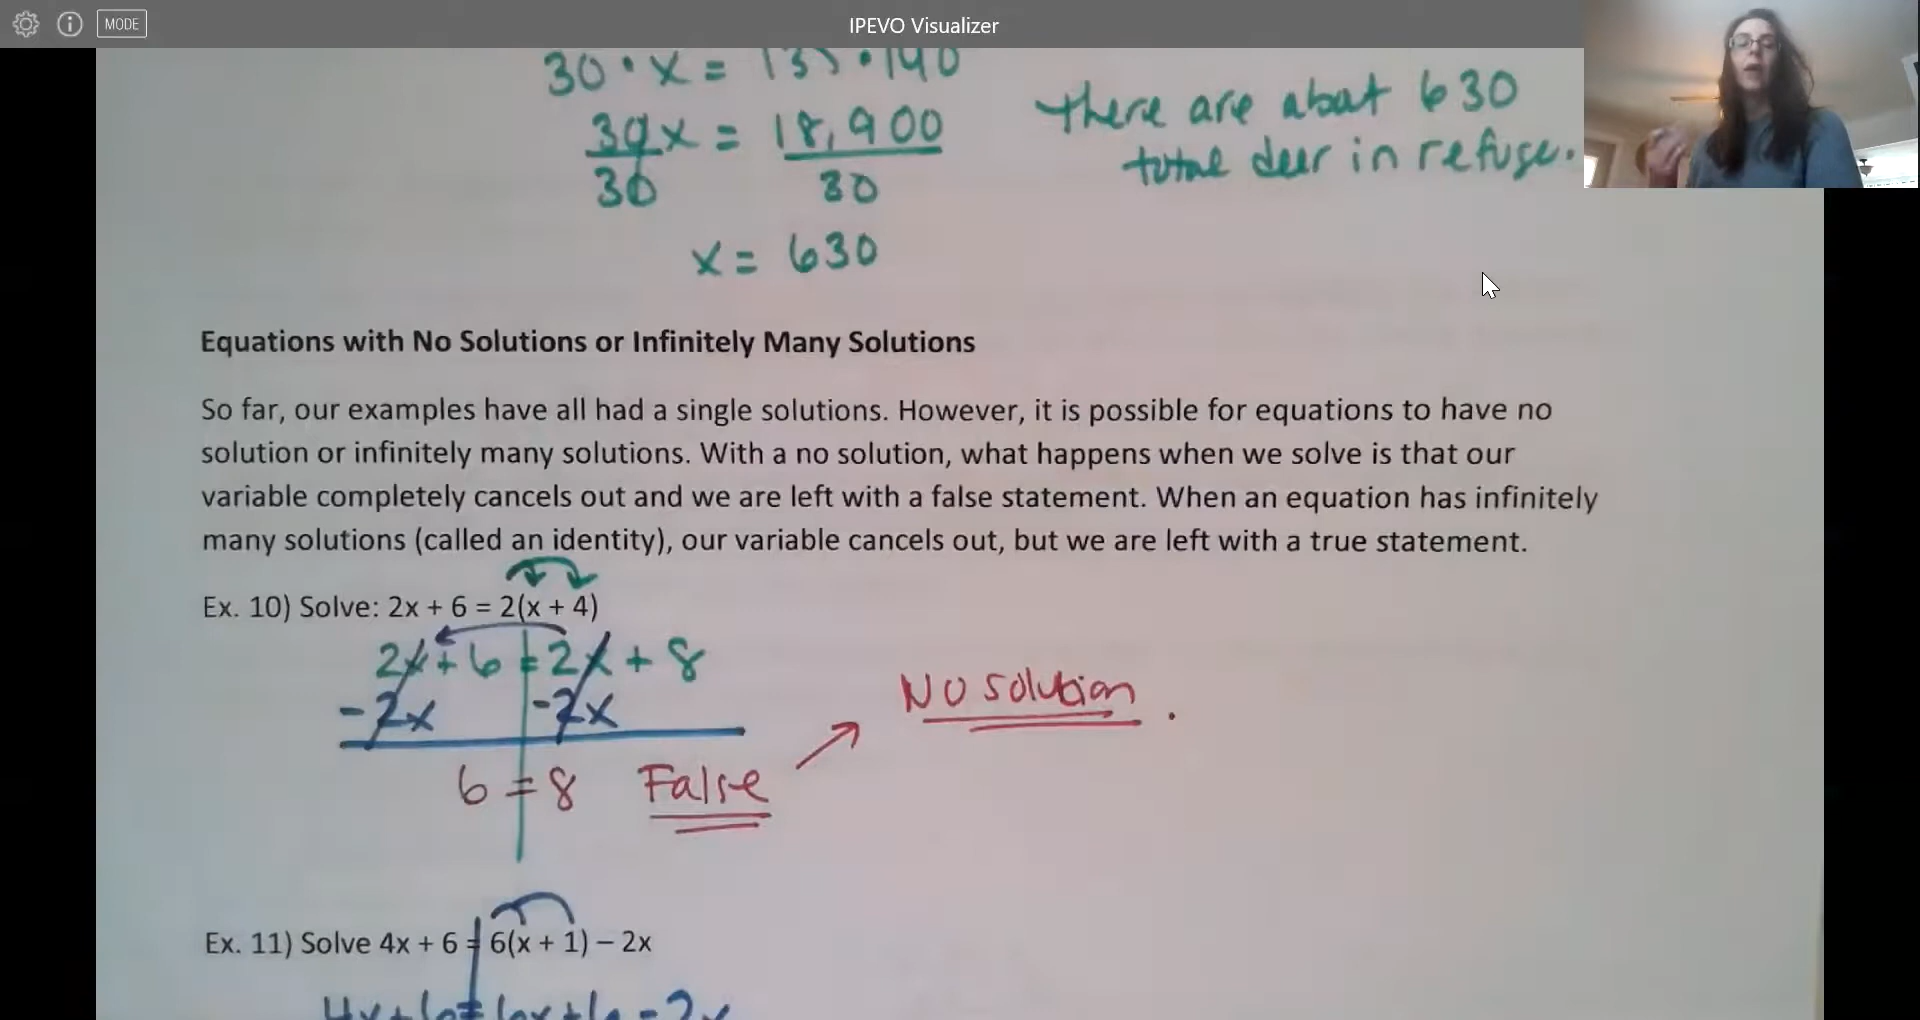 MODE
IPEVO Visualizer
30 · x = 135 · 140
30x = 18,900
30 30
x = 630
there are about 630
total deer in refuge.
Equations with No Solutions or Infinitely Many Solutions
So far, our examples have all had a single solutions. However, it is possible for equations to have no
solution or infinitely many solutions. With a no solution, what happens when we solve is that our
variable completely cancels out and we are left with a false statement. When an equation has infinitely
many solutions (called an identity), our variable cancels out, but we are left with a true statement.
Ex. 10) Solve: 2x + 6 = 2(x + 4)
2x + 6 = 2x + 8
-2x -2x
6 = 8 False
No solution.
Ex. 11) Solve 4x + 6 = 6(x + 1) – 2x
4x + 6 = 6x + 6 - 2x